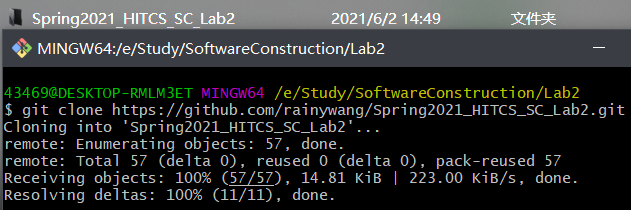 Spring2021_HITCS_SC_Lab2 2021/6/2 14:49 文件夹
MINGW64:/e/Study/SoftwareConstruction/Lab2
43469@DESKTOP-RMLM3ET MINGW64 /e/Study/SoftwareConstruction/Lab2
$ git clone https://github.com/rainywang/Spring2021_HITCS_SC_Lab2.git
Cloning into 'Spring2021_HITCS_SC_Lab2'...
remote: Enumerating objects: 57, done.
remote: Total 57 (delta 0), reused 0 (delta 0), pack-reused 57
Receiving objects: 100% (57/57), 14.81 KiB | 223.00 KiB/s, done.
Resolving deltas: 100% (11/11), done.